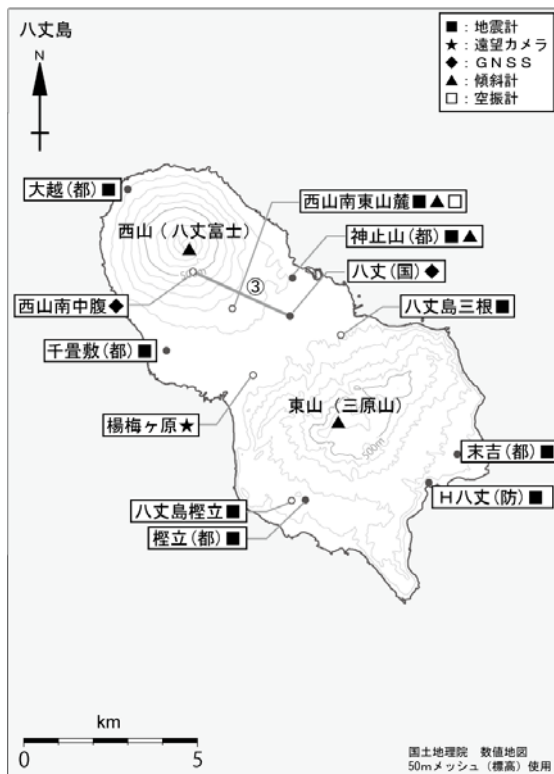 八丈島
■：地震計
★：遠望カメラ
◆：ＧＮＳＳ
▲：傾斜計
□：空振計
N
大越(都)■
西山南東山麓■▲□
西山（八丈富士）
神止山(都)■▲
③
八丈(国)◆
西山南中腹◆
八丈島三根■
千畳敷(都)■
東山（三原山）
楊梅ヶ原★
500m
末吉(都)■
Ｈ八丈(防)■
八丈島樫立■
樫立(都)■
km
0 5
国土地理院 数値地図
50mメッシュ（標高）使用